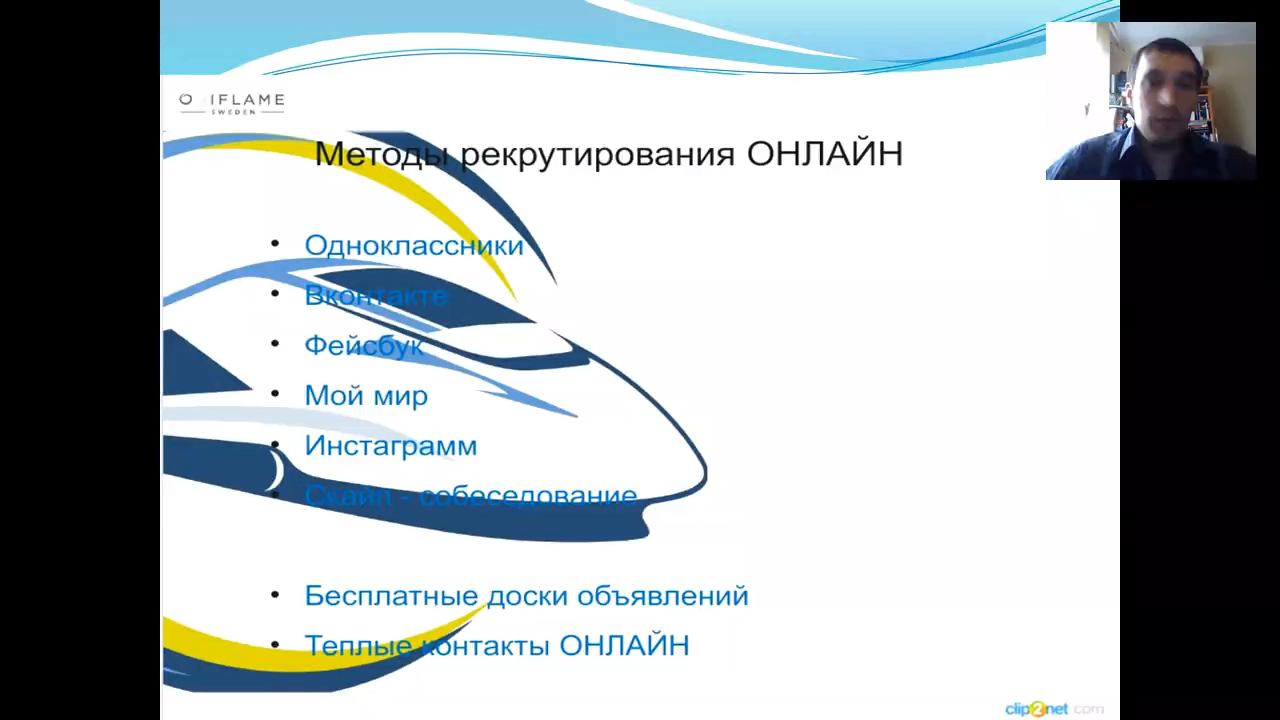 ORIFLAME
SWEDEN
Методы рекрутирования ОНЛАЙН
• Одноклассники
• Вконтакте
• Фейсбук
• Мой мир
• Инстаграмм
• Скайп - собеседование
• Бесплатные доски объявлений
• Теплые контакты ОНЛАЙН
clip2net.com